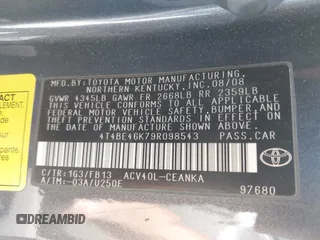 MFD.BY:TOYOTA MOTOR MANUFACTURING,
NORTHERN KENTUCKY,INC 08/08
GVWR 4345LB GAWR FR 2668LB RR 2359LB
THIS VEHICLE CONFORMS TO ALL APPLICABLE
FEDERAL MOTOR VEHICLE SAFETY, BUMPER, AND
THEFT PREVENTION STANDARDS IN EFFECT ON
THE DATE OF MANUFACTURE SHOWN ABOVE.
4T4BE46K79R098543 PASS.CAR
C/TR:1G3/FB13 ACV40L-CEANKA
A/TM:-03A/U250E
TOYOTA
97680